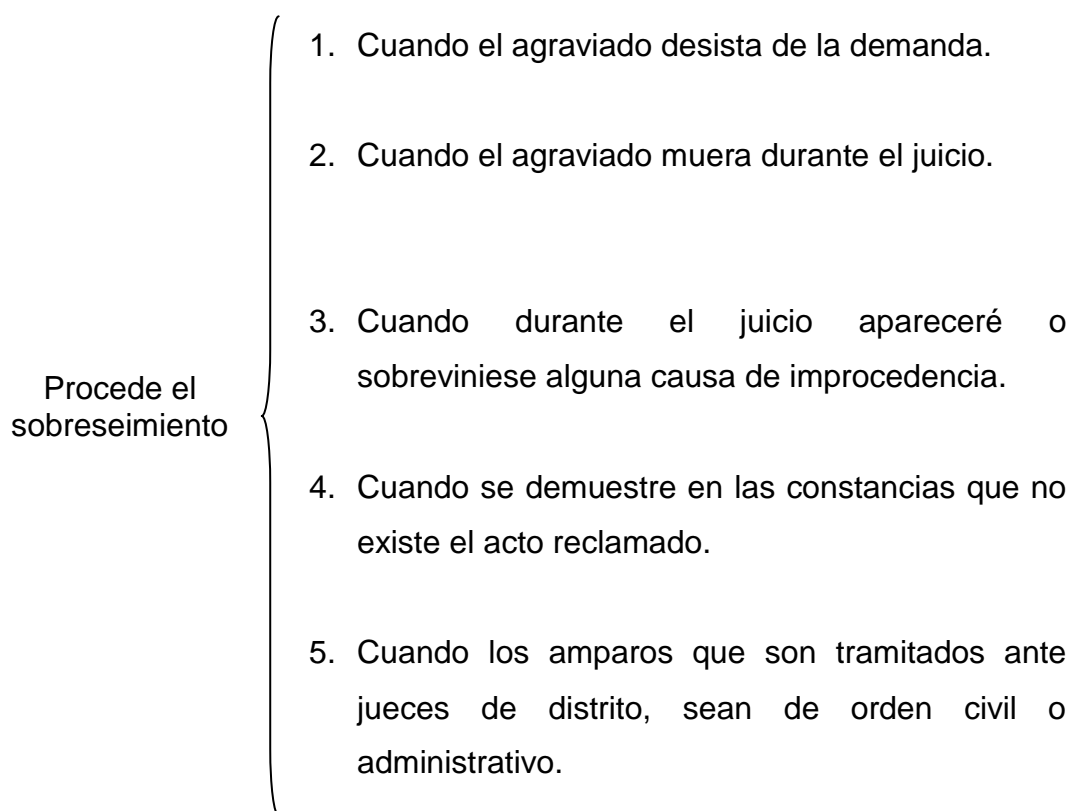 1. Cuando el agraviado desista de la demanda.
2. Cuando el agraviado muera durante el juicio.
3. Cuando durante el juicio apareceré o
sobreviniese alguna causa de improcedencia.
Procede el
sobreseimiento
4. Cuando se demuestre en las constancias que no
existe el acto reclamado.
5. Cuando los amparos que son tramitados ante
jueces de distrito, sean de orden civil o
administrativo.